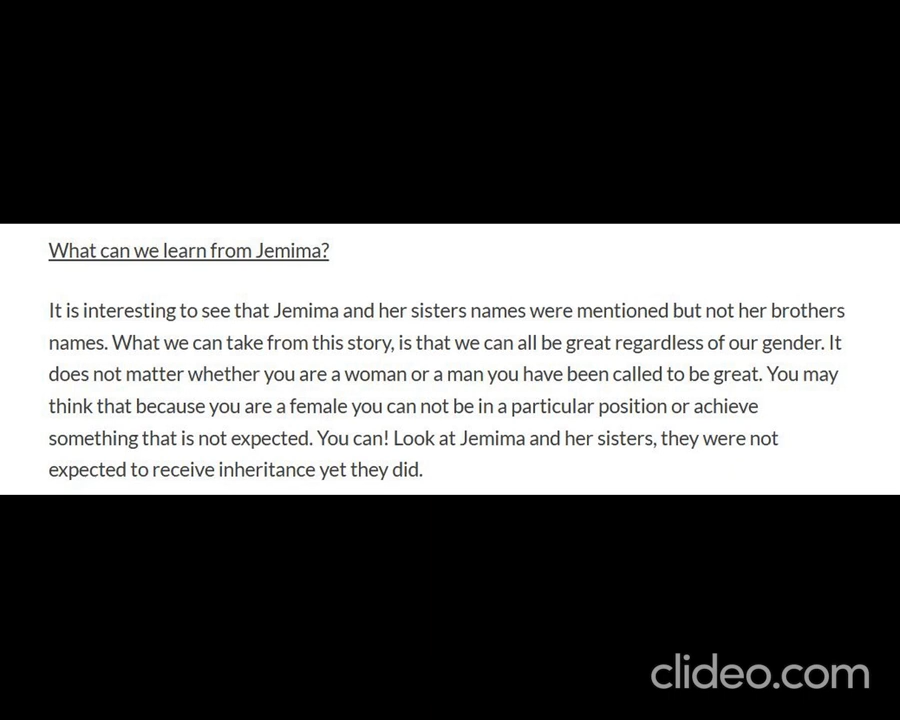 What can we learn from Jemima?
It is interesting to see that Jemima and her sisters names were mentioned but not her brothers
names. What we can take from this story, is that we can all be great regardless of our gender. It
does not matter whether you are a woman or a man you have been called to be great. You may
think that because you are a female you can not be in a particular position or achieve
something that is not expected. You can! Look at Jemima and her sisters, they were not
expected to receive inheritance yet they did.
clideo.com